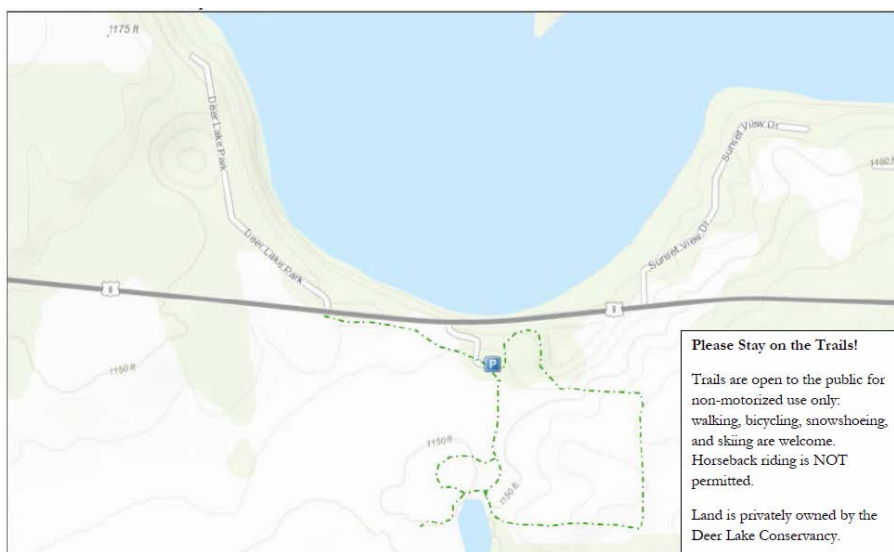 1175 ft
Deer Lake Park
Deer Lake Park
Sunset View Dr
Sunset View Dr
1150 ft
8
8
P
1150 ft
1150 ft
1150 ft
Please Stay on the Trails!
Trails are open to the public for
non-motorized use only:
walking, bicycling, snowshoeing,
and skiing are welcome.
Horseback riding is NOT
permitted.
Land is privately owned by the
Deer Lake Conservancy.